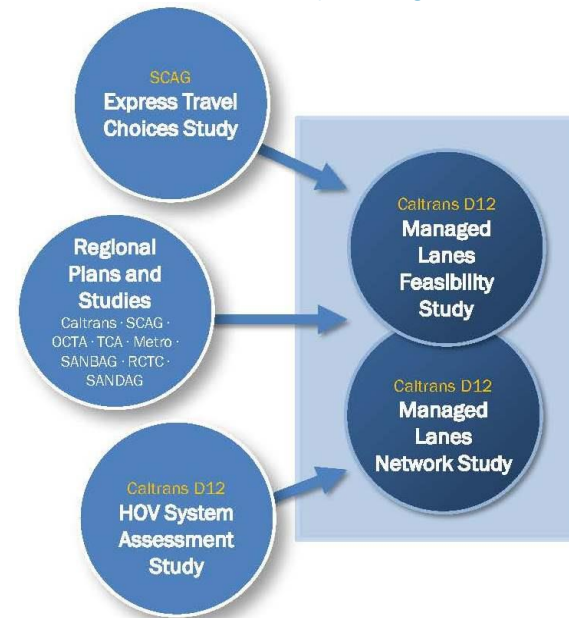 SCAG
Express Travel
Choices Study
Caltrans D12
Managed
Lanes
Feasibility
Study
Regional
Plans and
Studies
Caltrans · SCAG ·
OCTA · TCA · Metro ·
SANBAG · RCTC ·
SANDAG
Caltrans D12
Managed
Lanes
Network Study
Caltrans D12
HOV System
Assessment
Study